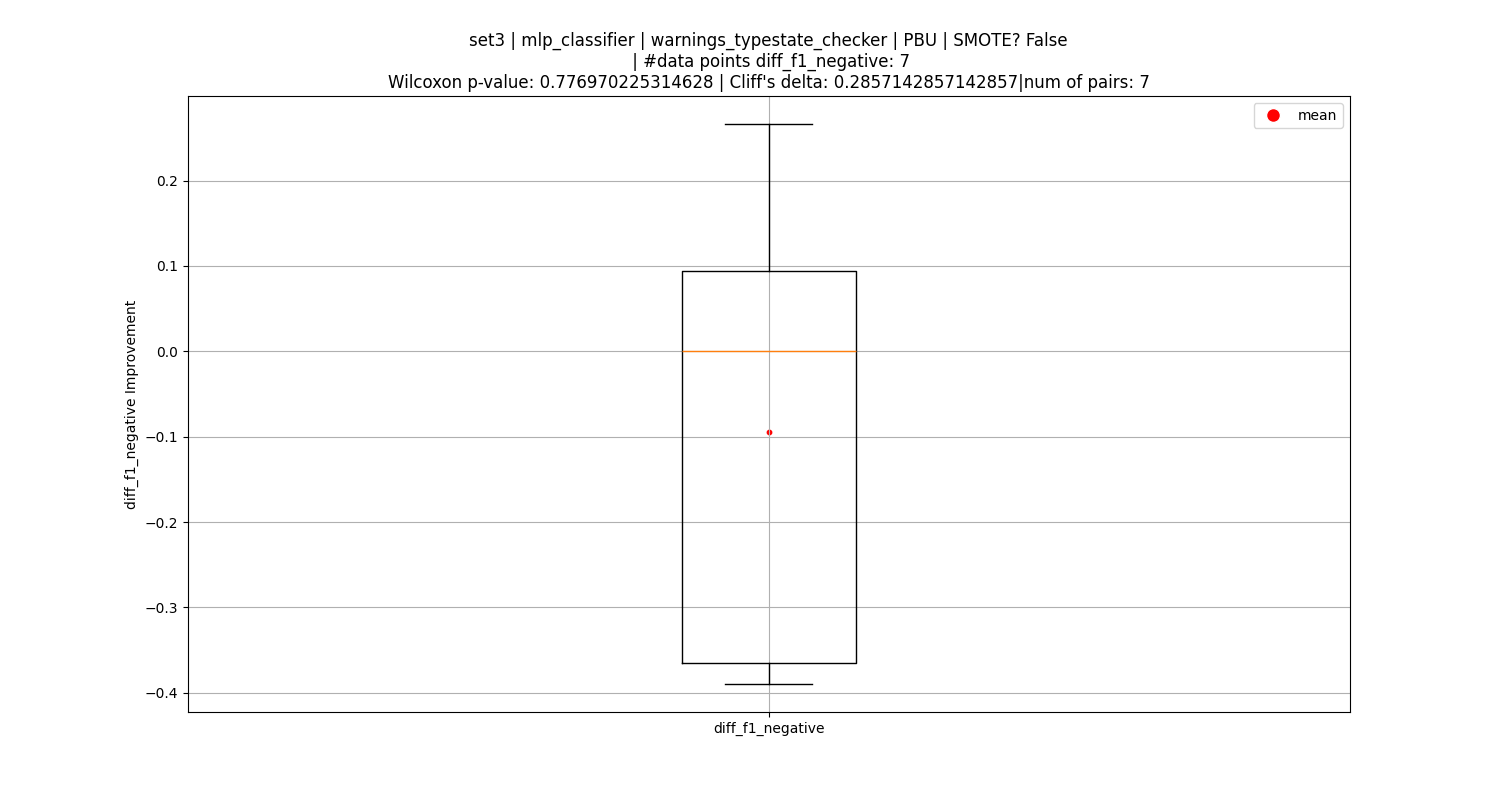 set3 | mlp_classifier | warnings_typestate_checker | PBU | SMOTE? False
| #data points diff_f1_negative: 7
Wilcoxon p-value: 0.776970225314628 | Cliff's delta: 0.2857142857142857|num of pairs: 7
mean
0.2
0.1
0.0
−0.1
−0.2
−0.3
−0.4
diff_f1_negative Improvement
diff_f1_negative